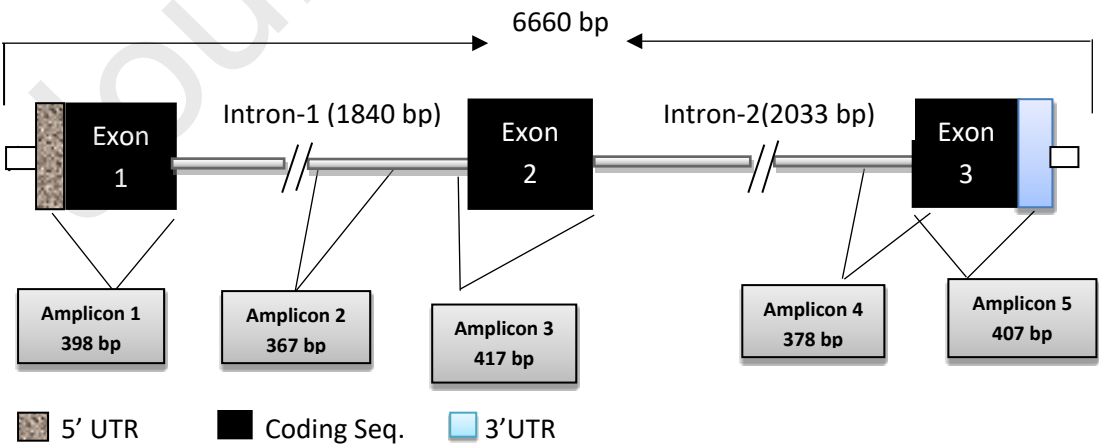 6660 bp
Intron-1 (1840 bp)
Intron-2(2033 bp)
Exon
1
Exon
2
Exon
3
Amplicon 1
398 bp
Amplicon 2
367 bp
Amplicon 3
417 bp
Amplicon 4
378 bp
Amplicon 5
407 bp
5’ UTR
Coding Seq.
3’UTR